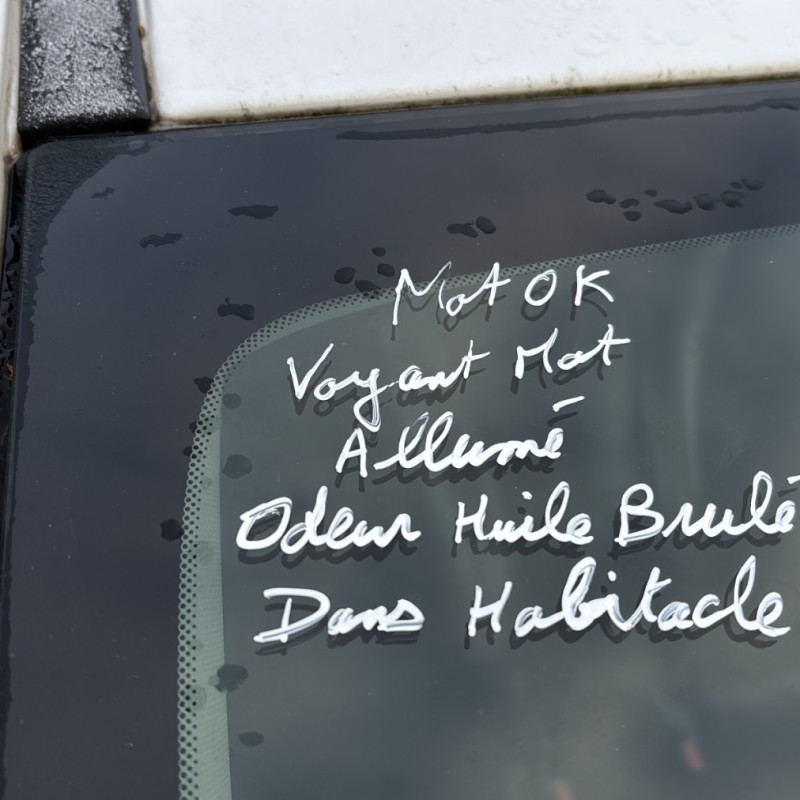 Mot OK
Voyant Mot
Allumé
Odeur Huile Brulé
Dans Habitacle